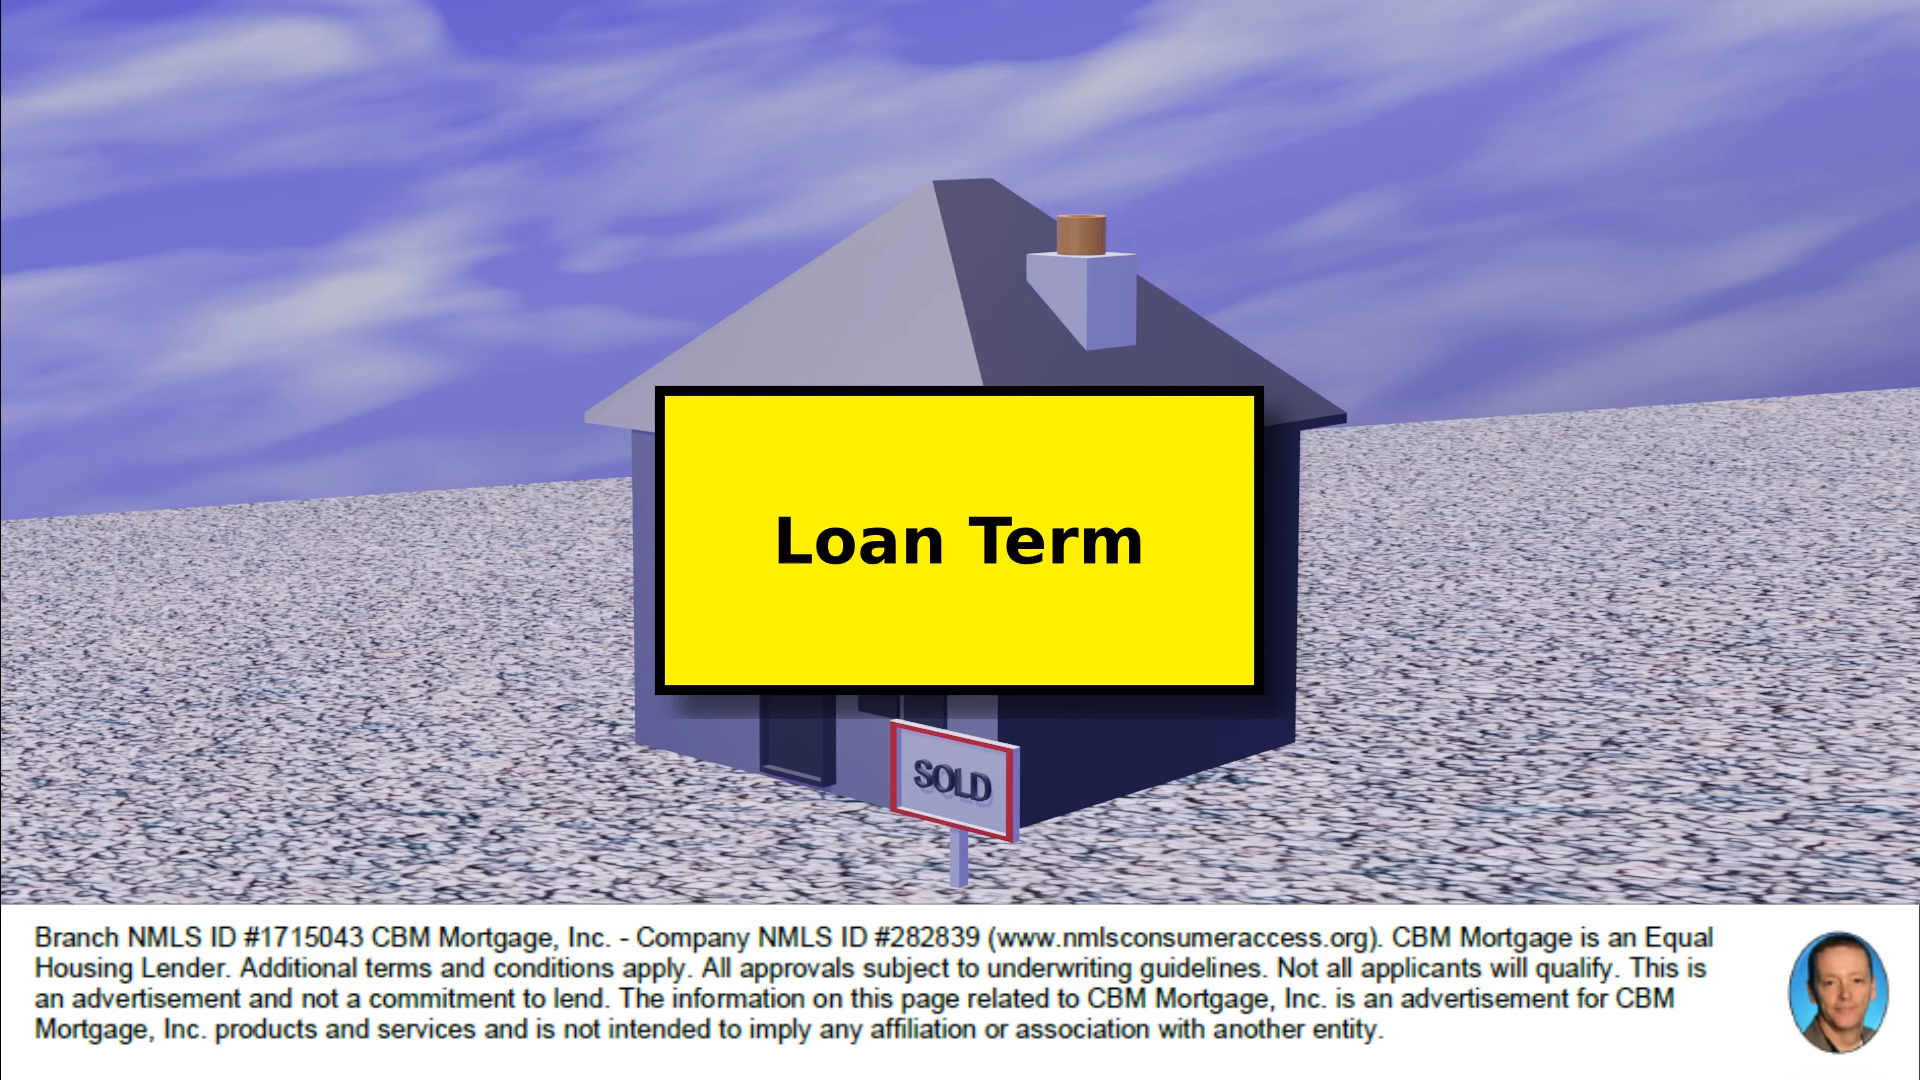 Loan Term
SOLD
Branch NMLS ID #1715043 CBM Mortgage, Inc. - Company NMLS ID #282839 (www.nmlsconsumeraccess.org). CBM Mortgage is an Equal
Housing Lender. Additional terms and conditions apply. All approvals subject to underwriting guidelines. Not all applicants will qualify. This is
an advertisement and not a commitment to lend. The information on this page related to CBM Mortgage, Inc. is an advertisement for CBM
Mortgage, Inc. products and services and is not intended to imply any affiliation or association with another entity.